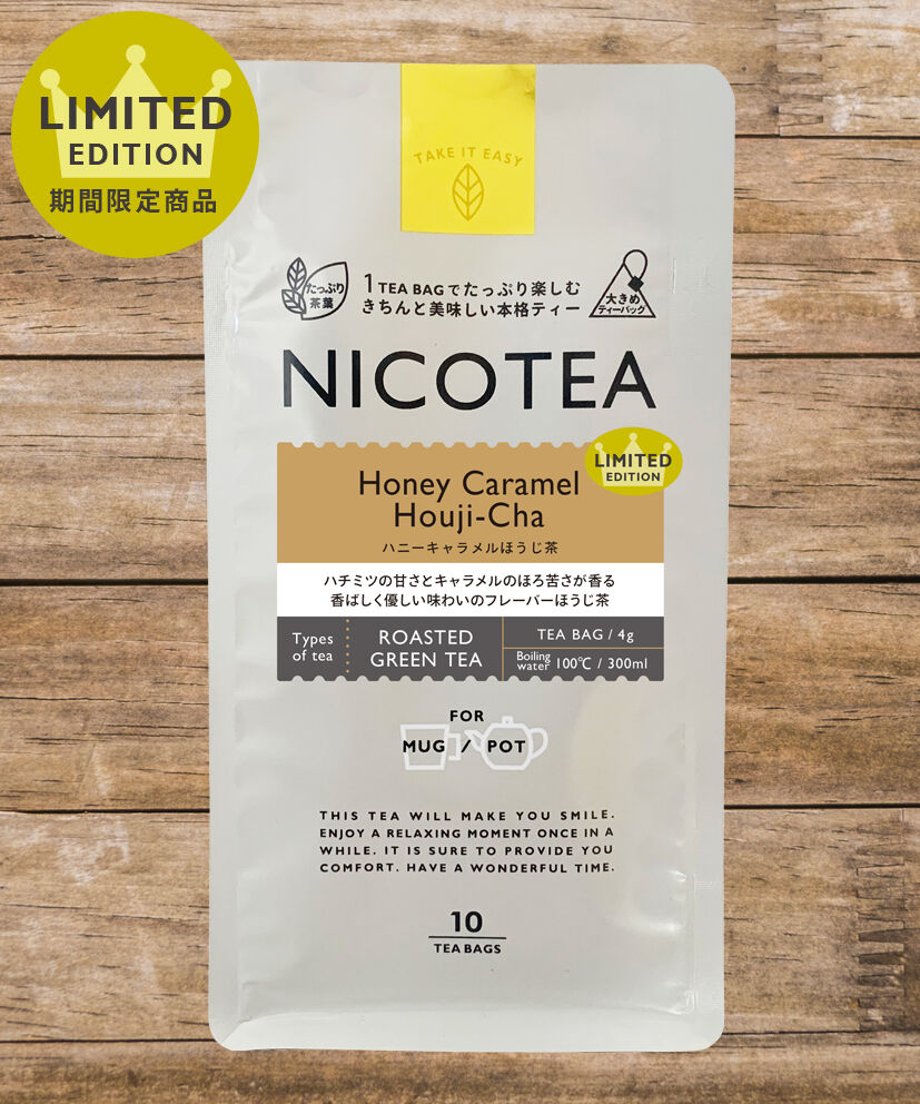 LIMITED
EDITION
期間限定商品
TAKE IT EASY
たっぷり
茶葉
1 TEA BAGでたっぷり楽しむ
きちんと美味しい本格ティー
大きめ
ティーバッグ
NICOTEA
LIMITED
EDITION
Honey Caramel
Houji-Cha
ハニーキャラメルほうじ茶
ハチミツの甘さとキャラメルのほろ苦さが香る
香ばしく優しい味わいのフレーバーほうじ茶
Types
of tea
ROASTED
GREEN TEA
TEA BAG / 4g
Boiling
water 100℃ / 300ml
FOR
MUG / POT
THIS TEA WILL MAKE YOU SMILE.
ENJOY A RELAXING MOMENT ONCE IN A
WHILE. IT IS SURE TO PROVIDE YOU
COMFORT. HAVE A WONDERFUL TIME.
10
TEA BAGS